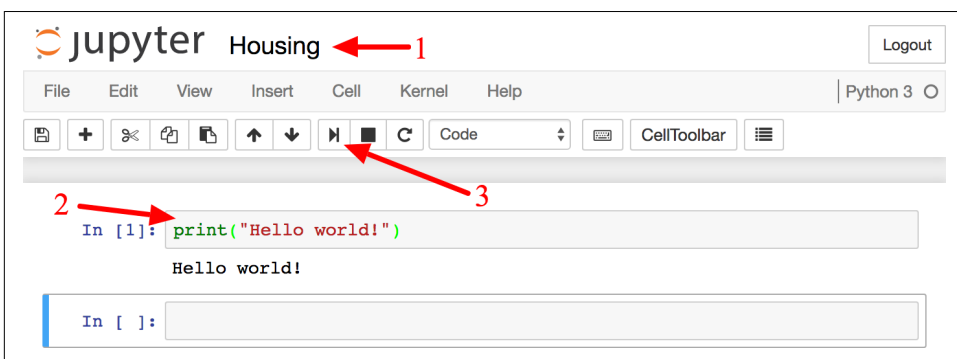 jupyter Housing 1 Logout
File Edit View Insert Cell Kernel Help Python 3
Code CellToolbar
2 3
In [1]: print("Hello world!")
Hello world!
In [ ]: